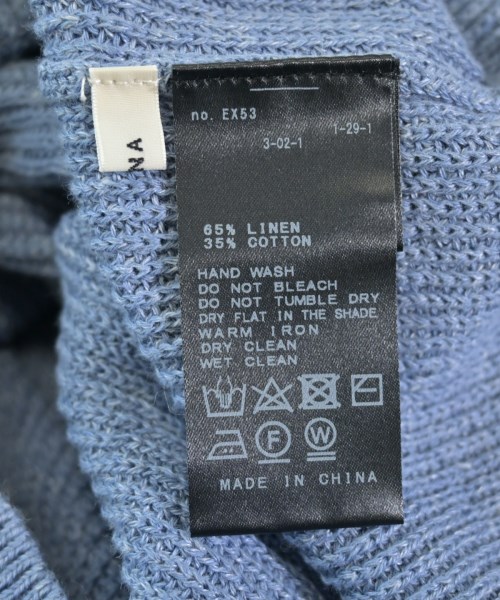 NA
no. EX53
3-02-1
1-29-1
65% LINEN
35% COTTON
HAND WASH
DO NOT BLEACH
DO NOT TUMBLE DRY
DRY FLAT IN THE SHADE
WARM IRON
DRY CLEAN
WET CLEAN
F W
MADE IN CHINA